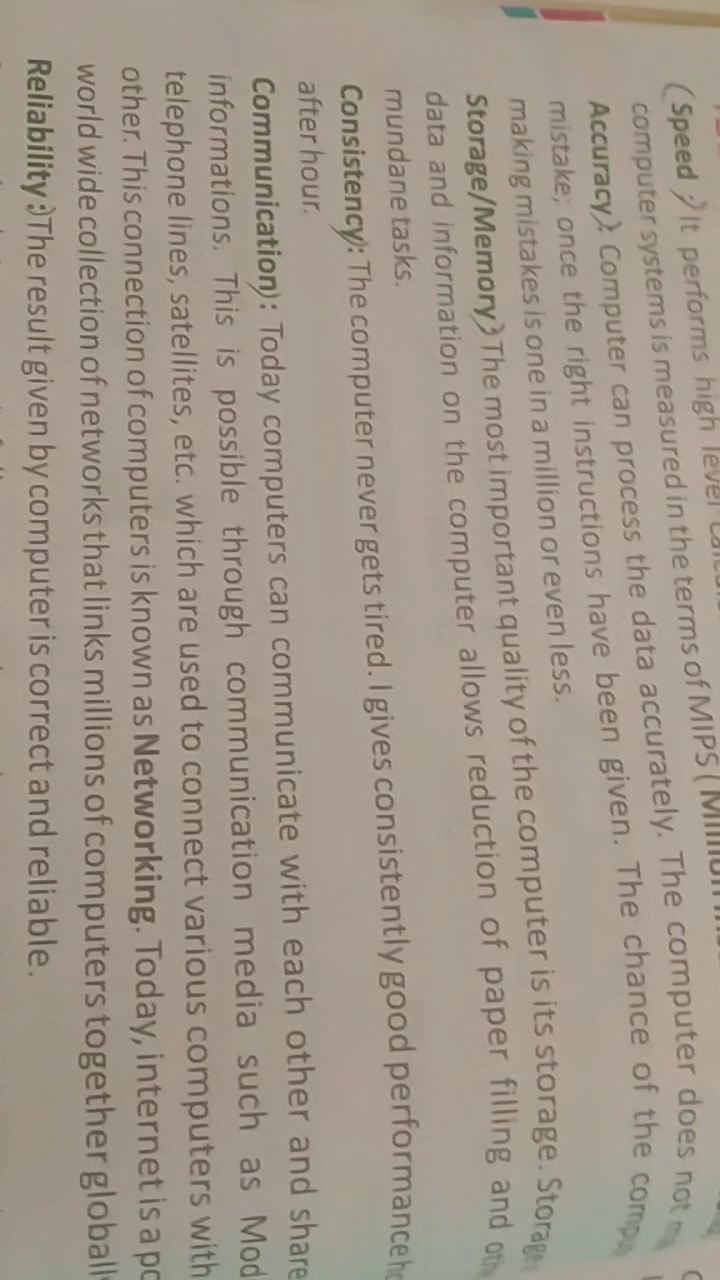 (Speed ) It performs high level
computer systems is measured in the terms of MIPS (
Accuracy): Computer can process the data accurately. The computer does not
mistake; once the right instructions have been given. The chance of the
making mistakes is one in a million or even less.
Storage/Memory) The most important quality of the computer is its storage.
data and information on the computer allows reduction of paper filling and
mundane tasks.
Consistency): The computer never gets tired. I gives consistently good performance
after hour.
Communication): Today computers can communicate with each other and share
informations. This is possible through communication media such as Mod
telephone lines, satellites, etc. which are used to connect various computers with
other. This connection of computers is known as Networking. Today, internet is a
world wide collection of networks that links millions of computers together globall
Reliability:) The result given by computer is correct and reliable.